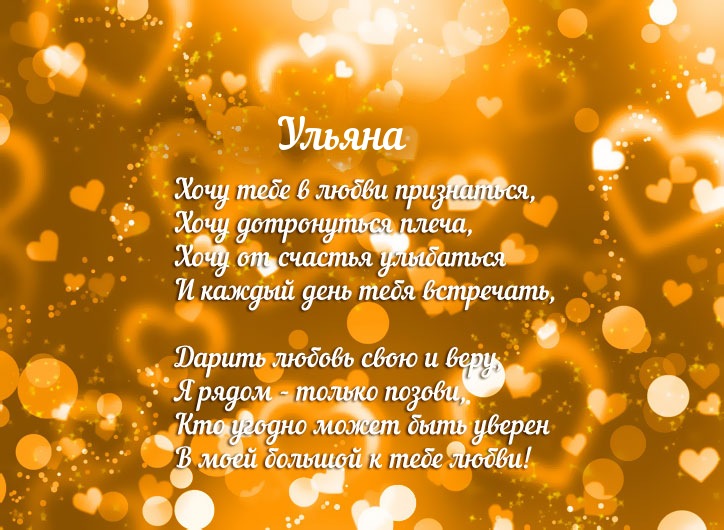 Ульяна
Хочу тебе в любви признаться,
Хочу дотронуться плеча,
Хочу от счастья улыбаться
И каждый день тебя встречать,
Дарить любовь свою и веру,
Я рядом - только позови,
Кто угодно может быть уверен
В моей большой к тебе любви!